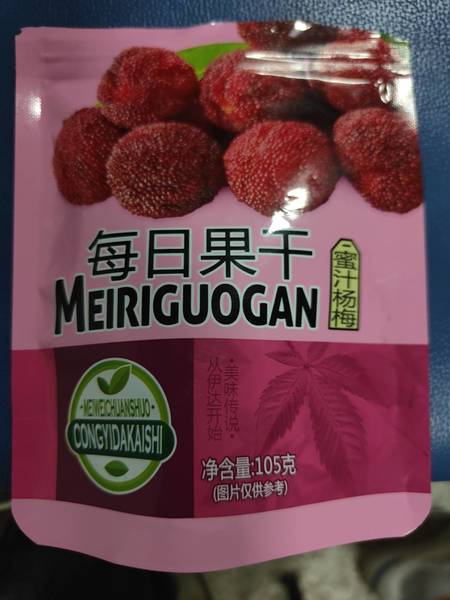 每日果干
MEIRIGUOGAN
蜜汁杨梅
·MEIWEICHUANSHUO·
CONGYIDAKAISHI
·美味传说·
从伊达开始
净含量:105克
(图片仅供参考)